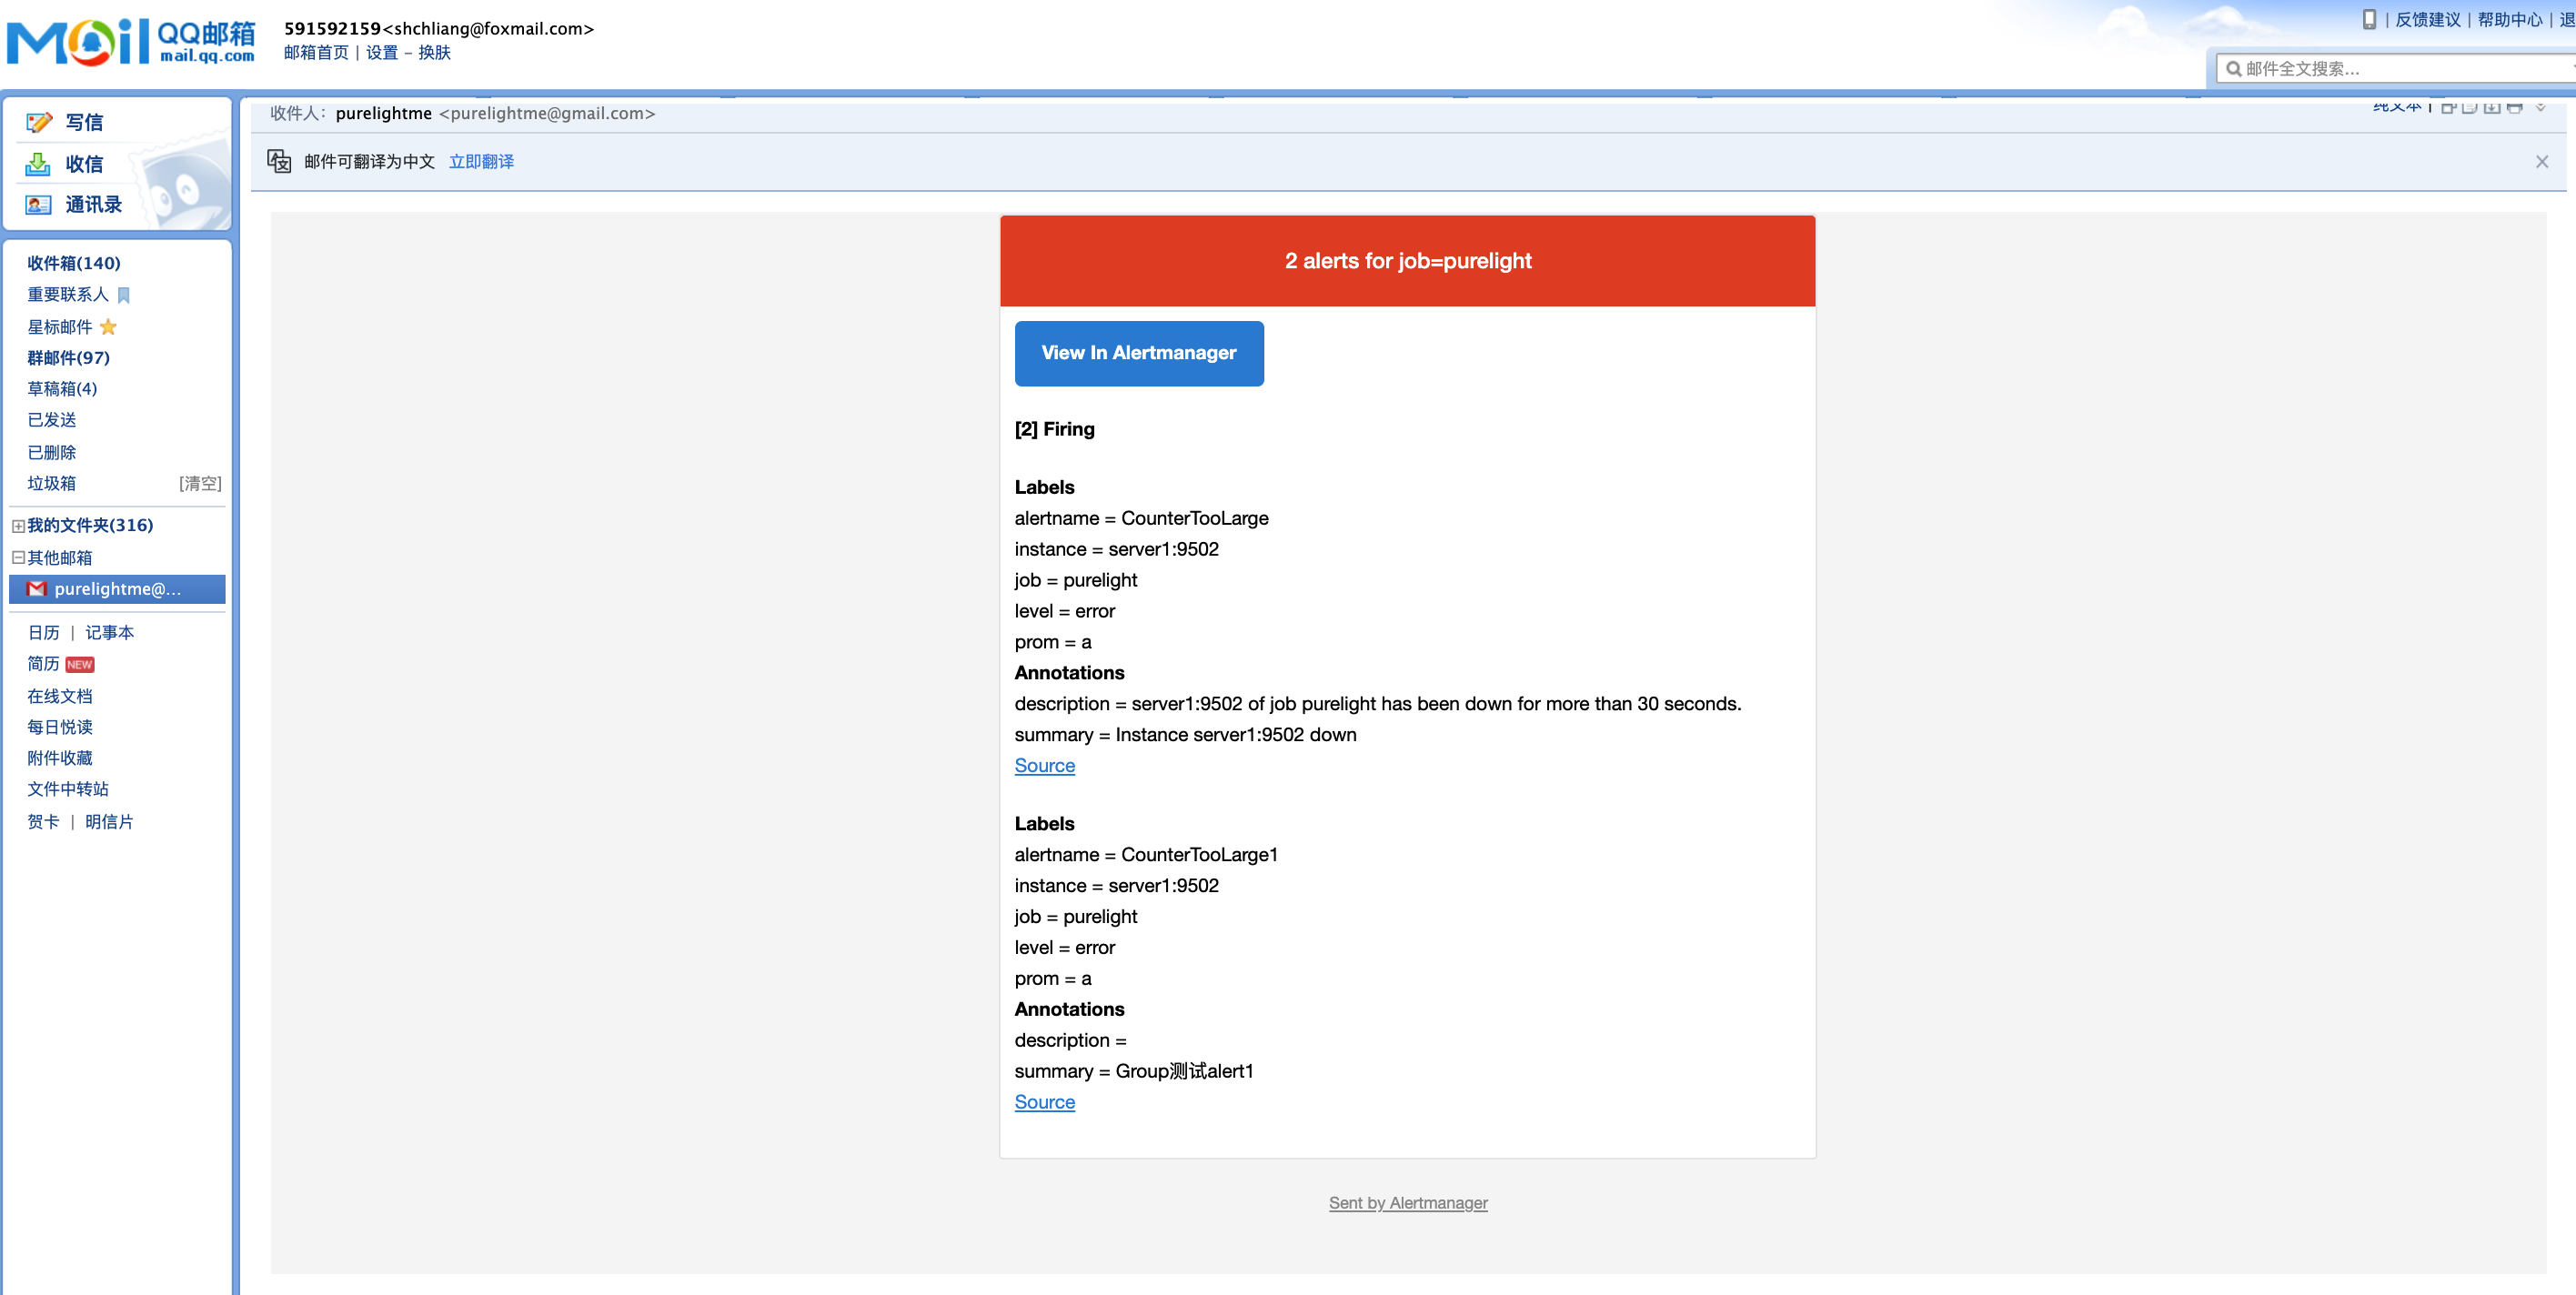 Mail QQ邮箱 mail.qq.com
591592159<shchliang@foxmail.com>
邮箱首页 | 设置 - 换肤
| 反馈建议 | 帮助中心 | 退
邮件全文搜索...
写信
收信
通讯录
收件箱(140)
重要联系人
星标邮件
群邮件(97)
草稿箱(4)
已发送
已删除
垃圾箱 [清空]
我的文件夹(316)
其他邮箱
purelightme@...
日历 | 记事本
简历 NEW
在线文档
每日悦读
附件收藏
文件中转站
贺卡 | 明信片
收件人: purelightme <purelightme@gmail.com>
纯文本 |
邮件可翻译为中文 立即翻译
2 alerts for job=purelight
View In Alertmanager
[2] Firing
Labels
alertname = CounterTooLarge
instance = server1:9502
job = purelight
level = error
prom = a
Annotations
description = server1:9502 of job purelight has been down for more than 30 seconds.
summary = Instance server1:9502 down
Source
Labels
alertname = CounterTooLarge1
instance = server1:9502
job = purelight
level = error
prom = a
Annotations
description =
summary = Group测试alert1
Source
Sent by Alertmanager